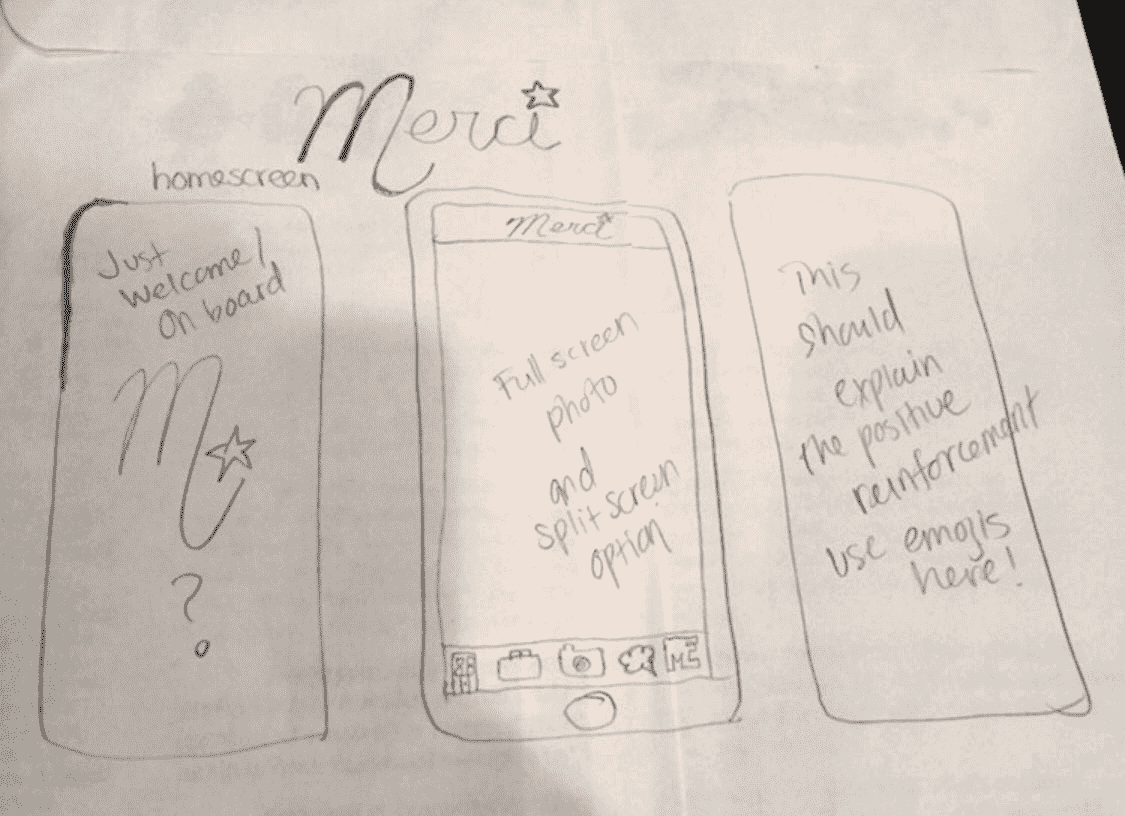 Merci
homescreen
Just
Welcome!
On board
M
?
Merci
Full screen
photo
and
split screen
option
ME
This
should
explain
the positive
reinforcement
use emojis
here!